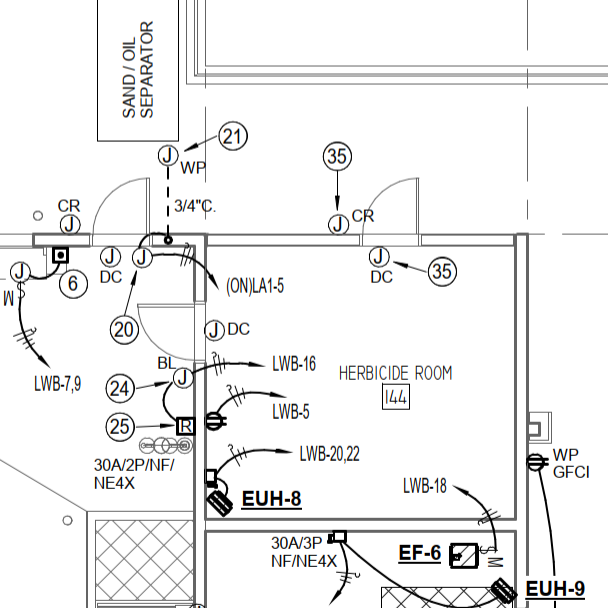 SAND / OIL
SEPARATOR
J
21
WP
35
CR
J
3/4"C.
J
CR
J
DC
J
J
DC
35
6
(ON)LA1-5
S
M
20
J
DC
BL
LWB-16
LWB-7,9
24
J
HERBICIDE ROOM
144
LWB-5
25
R
30A/2P/NF/
NE4X
LWB-20,22
WP
GFCI
LWB-18
EUH-8
30A/3P
NF/NE4X
EF-6
S
M
EUH-9